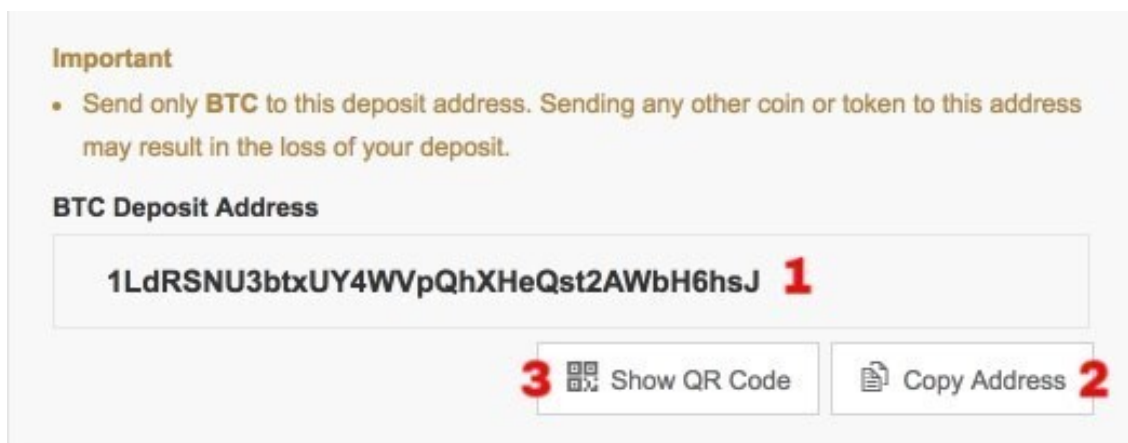 Important
• Send only BTC to this deposit address. Sending any other coin or token to this address
may result in the loss of your deposit.
BTC Deposit Address
1LdRSNU3btxUY4WVpQhXHeQst2AWbH6hsJ 1
3 Show QR Code Copy Address 2